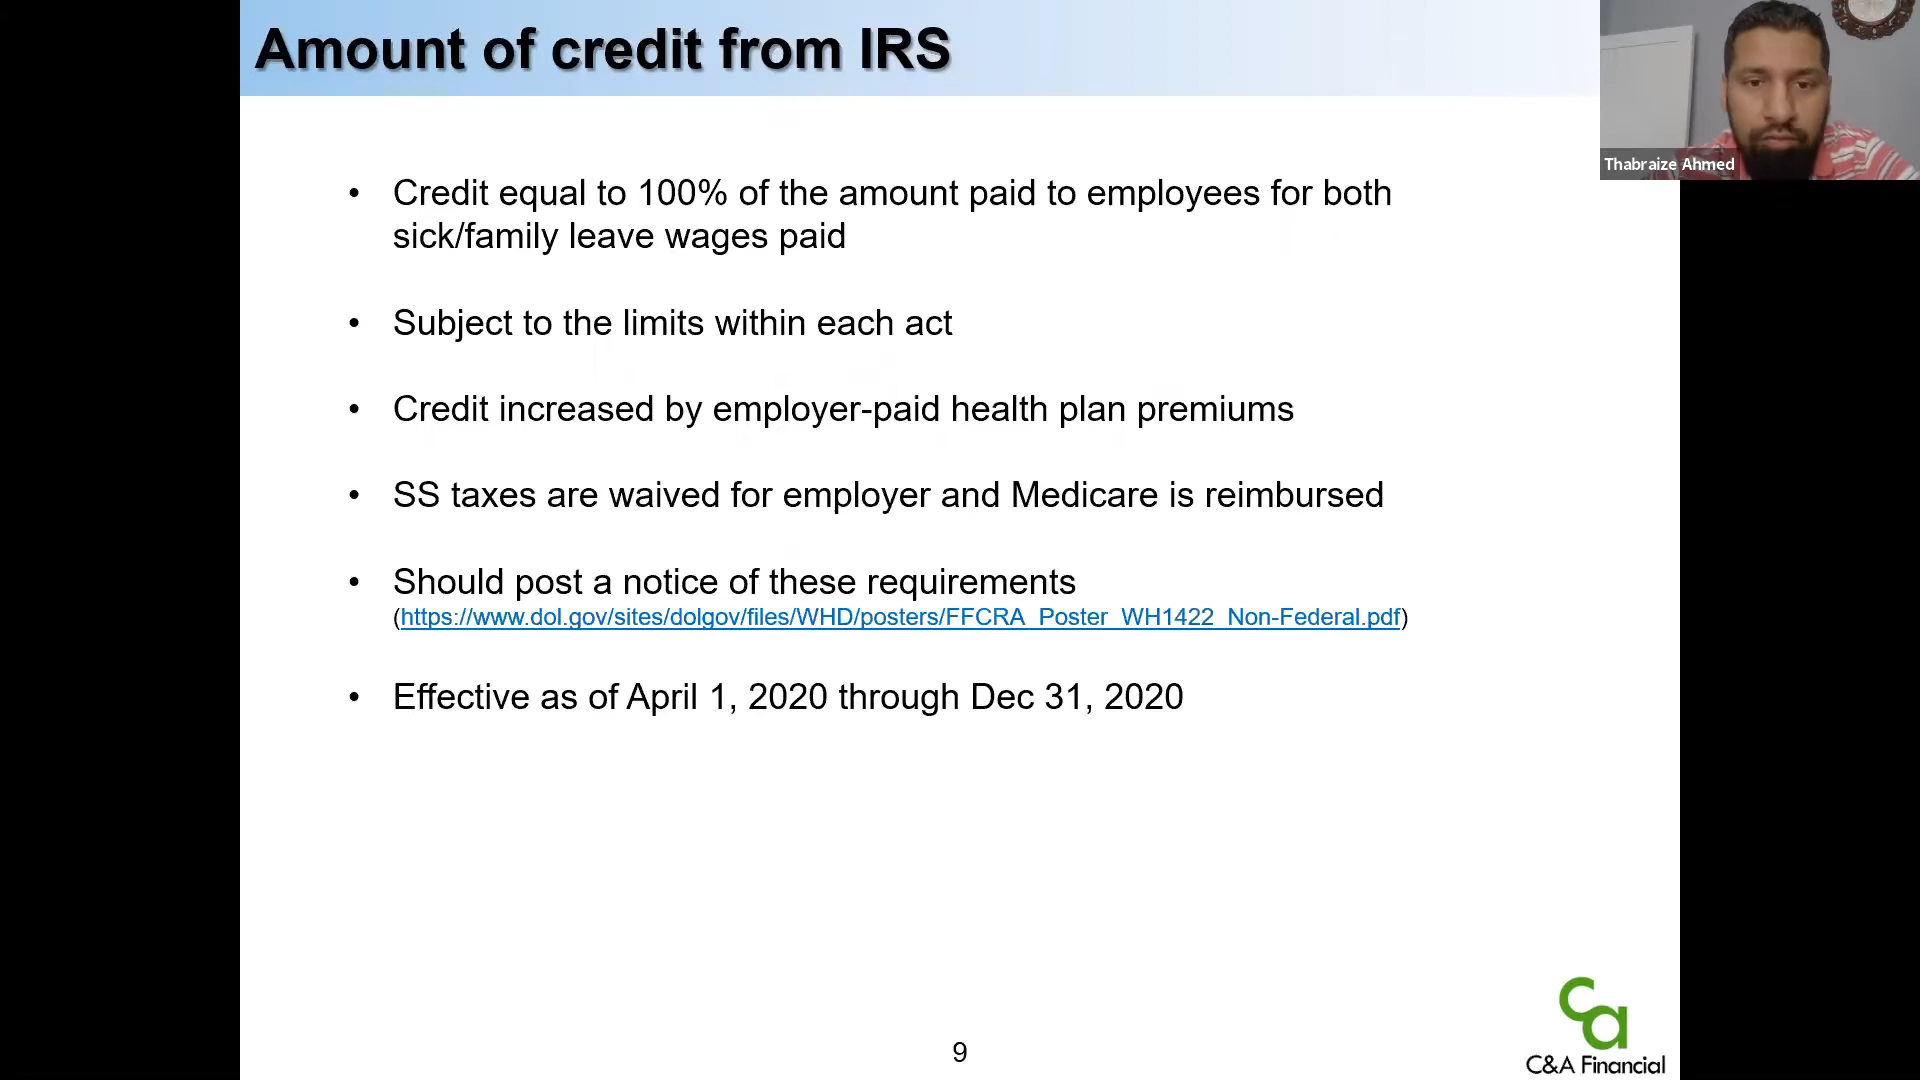 Amount of credit from IRS
Thabraize Ahmed
• Credit equal to 100% of the amount paid to employees for both
sick/family leave wages paid
• Subject to the limits within each act
• Credit increased by employer-paid health plan premiums
• SS taxes are waived for employer and Medicare is reimbursed
• Should post a notice of these requirements
(https://www.dol.gov/sites/dolgov/files/WHD/posters/FFCRA_Poster_WH1422_Non-Federal.pdf)
• Effective as of April 1, 2020 through Dec 31, 2020
9
ca
C&A Financial